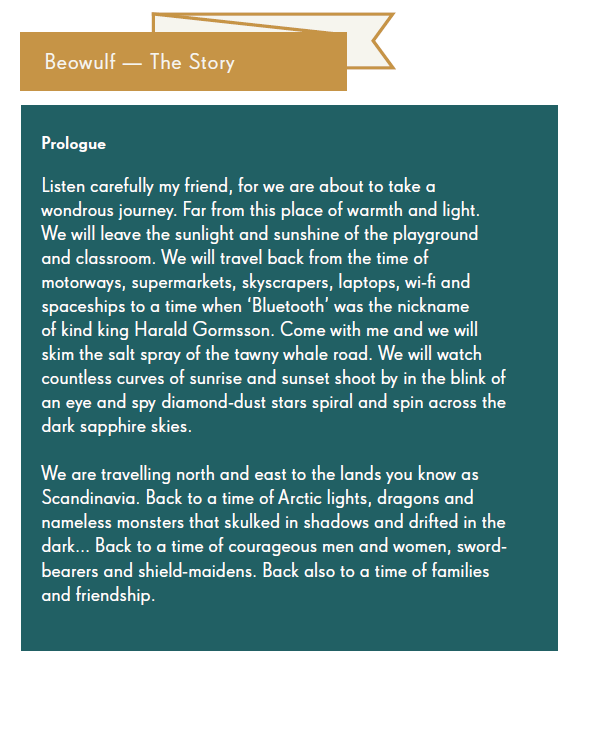 Beowulf — The Story
Prologue
Listen carefully my friend, for we are about to take a
wondrous journey. Far from this place of warmth and light.
We will leave the sunlight and sunshine of the playground
and classroom. We will travel back from the time of
motorways, supermarkets, skyscrapers, laptops, wi-fi and
spaceships to a time when ‘Bluetooth’ was the nickname
of kind king Harald Gormsson. Come with me and we will
skim the salt spray of the tawny whale road. We will watch
countless curves of sunrise and sunset shoot by in the blink of
an eye and spy diamond-dust stars spiral and spin across the
dark sapphire skies.
We are travelling north and east to the lands you know as
Scandinavia. Back to a time of Arctic lights, dragons and
nameless monsters that skulked in shadows and drifted in the
dark... Back to a time of courageous men and women, sword-
bearers and shield-maidens. Back also to a time of families
and friendship.